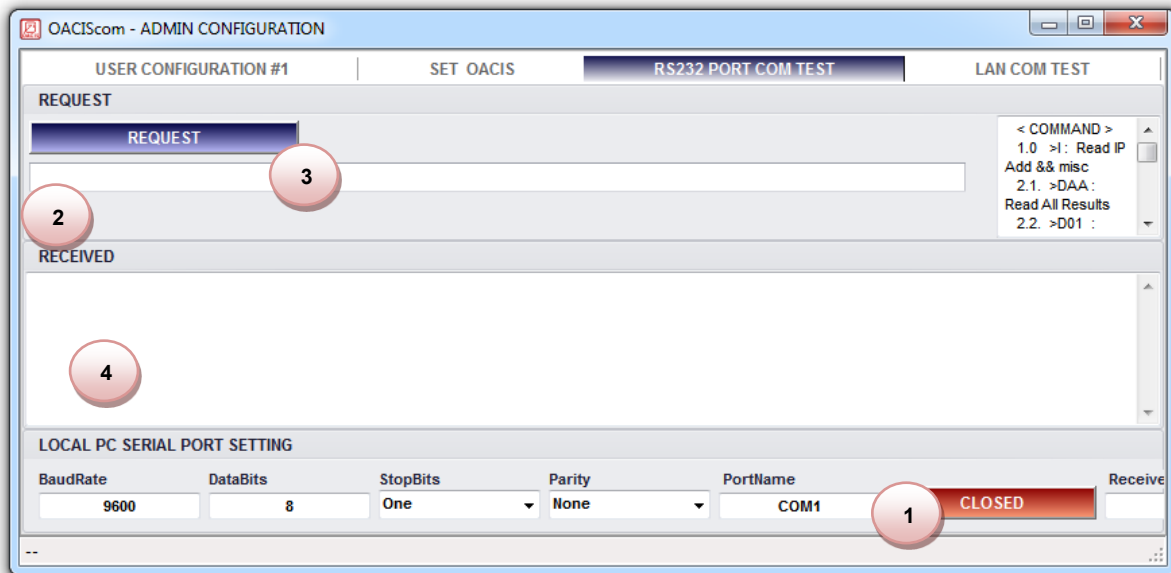 OACIScom - ADMIN CONFIGURATION
USER CONFIGURATION #1 SET OACIS RS232 PORT COM TEST LAN COM TEST
REQUEST
REQUEST
3
2
< COMMAND >
1.0 >I : Read IP
Add && misc
2.1. >DAA :
Read All Results
2.2. >D01 :
RECEIVED
4
LOCAL PC SERIAL PORT SETTING
BaudRate DataBits StopBits Parity PortName Receive
9600 8 One None COM1 1 CLOSED
--